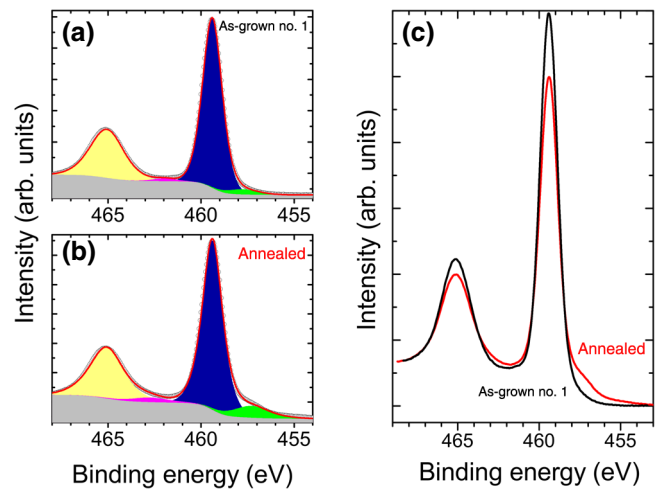 (a)
As-grown no. 1
465
460
455
(b)
Annealed
465
460
455
Intensity (arb. units)
Binding energy (eV)
(c)
Annealed
As-grown no. 1
465
460
455
Intensity (arb. units)
Binding energy (eV)